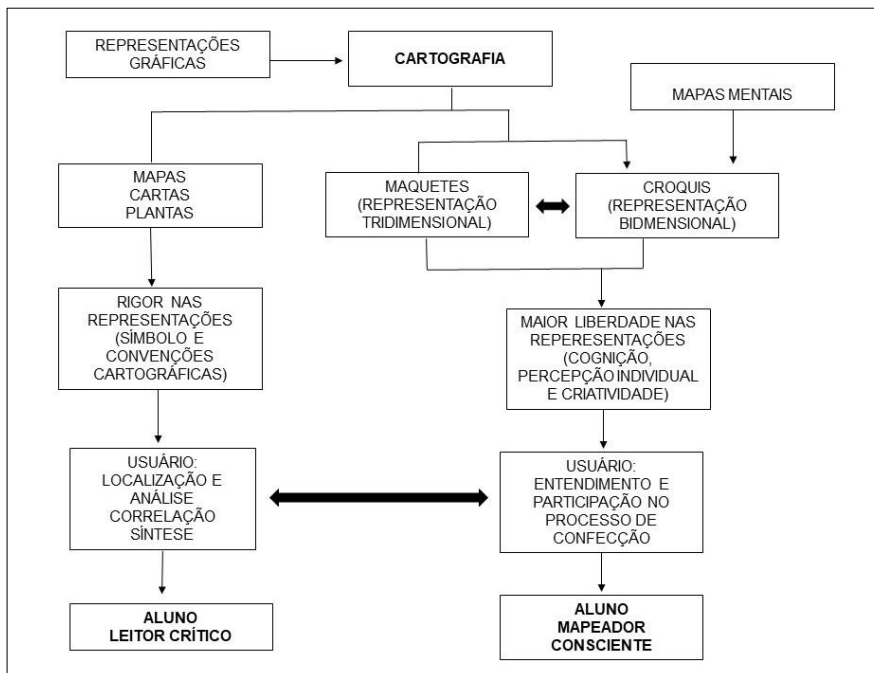 REPRESENTAÇÕES
GRÁFICAS
CARTOGRAFIA
MAPAS MENTAIS
MAPAS
CARTAS
PLANTAS
MAQUETES
(REPRESENTAÇÃO
TRIDIMENSIONAL)
CROQUIS
(REPRESENTAÇÃO
BIDMENSIONAL)
RIGOR NAS
REPRESENTAÇÕES
(SÍMBOLO E
CONVENÇÕES
CARTOGRÁFICAS)
MAIOR LIBERDADE NAS
REPERESENTAÇÕES
(COGNIÇÃO,
PERCEPÇÃO INDIVIDUAL
E CRIATIVIDADE)
USUÁRIO:
LOCALIZAÇÃO E
ANÁLISE
CORRELAÇÃO
SÍNTESE
USUÁRIO:
ENTENDIMENTO E
PARTICIPAÇÃO NO
PROCESSO DE
CONFECÇÃO
ALUNO
LEITOR CRÍTICO
ALUNO
MAPEADOR
CONSCIENTE